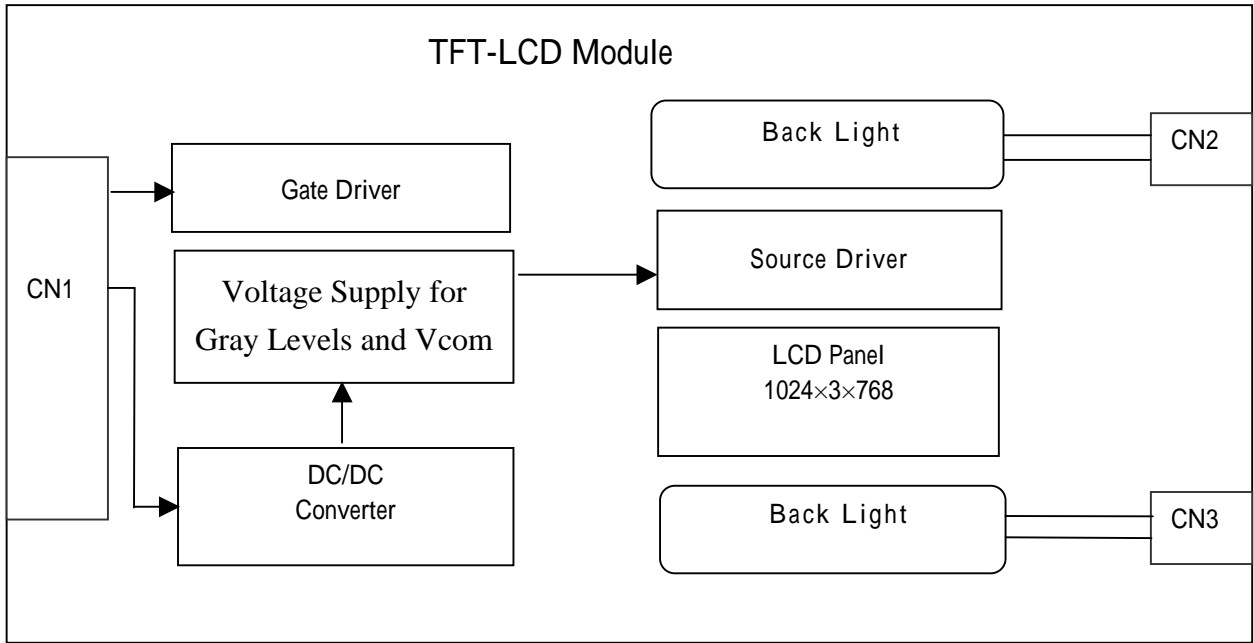 TFT-LCD Module
Back Light
CN2
Gate Driver
Source Driver
CN1
Voltage Supply for
Gray Levels and Vcom
LCD Panel
1024×3×768
DC/DC
Converter
Back Light
CN3